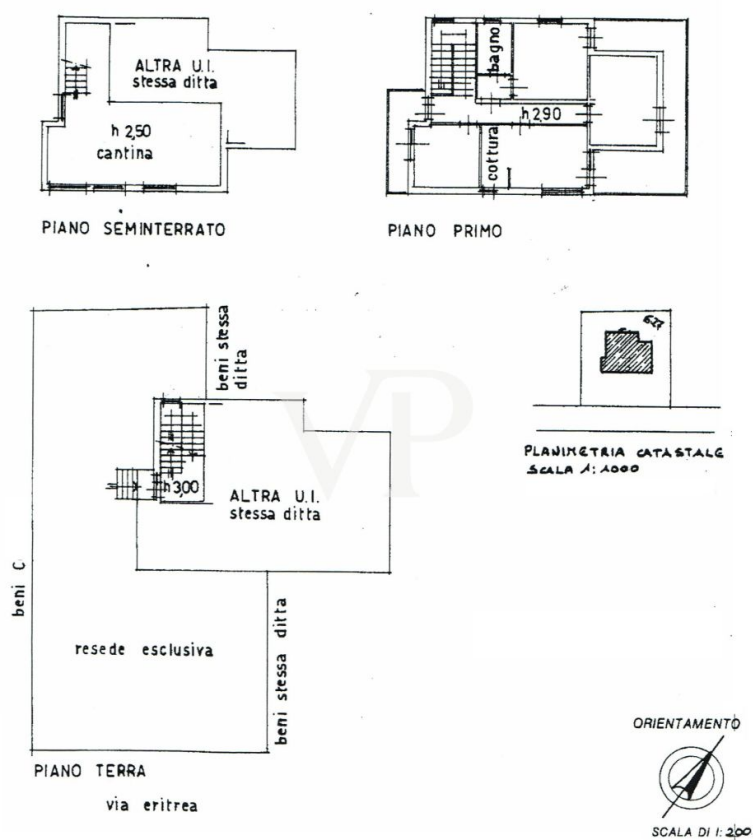 ALTRA U.I.
stessa ditta
h 2,50
cantina
PIANO SEMINTERRATO
bagno
h 2,90
cottura
PIANO PRIMO
beni stessa
ditta
h 3,00
ALTRA U.I.
stessa ditta
beni C
resede esclusiva
beni stessa ditta
PIANO TERRA
via eritrea
VP
627
PLANIMETRIA CATASTALE
SCALA 1:1000
ORIENTAMENTO
SCALA DI 1:200